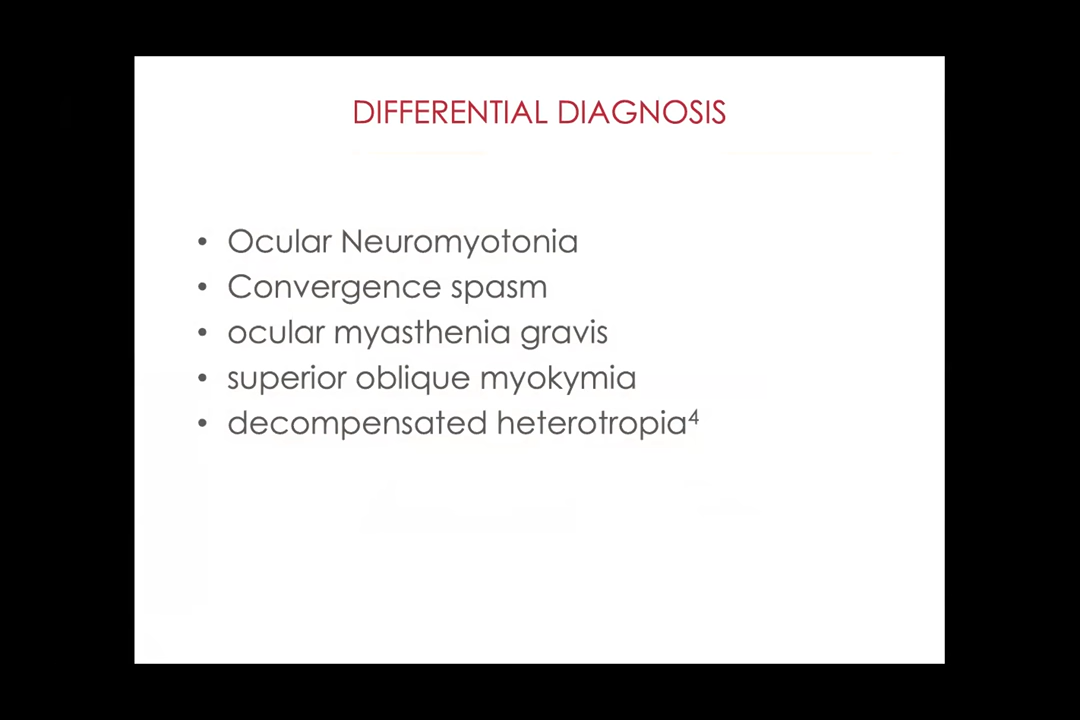 DIFFERENTIAL DIAGNOSIS
• Ocular Neuromyotonia
• Convergence spasm
• ocular myasthenia gravis
• superior oblique myokymia
• decompensated heterotropia⁴